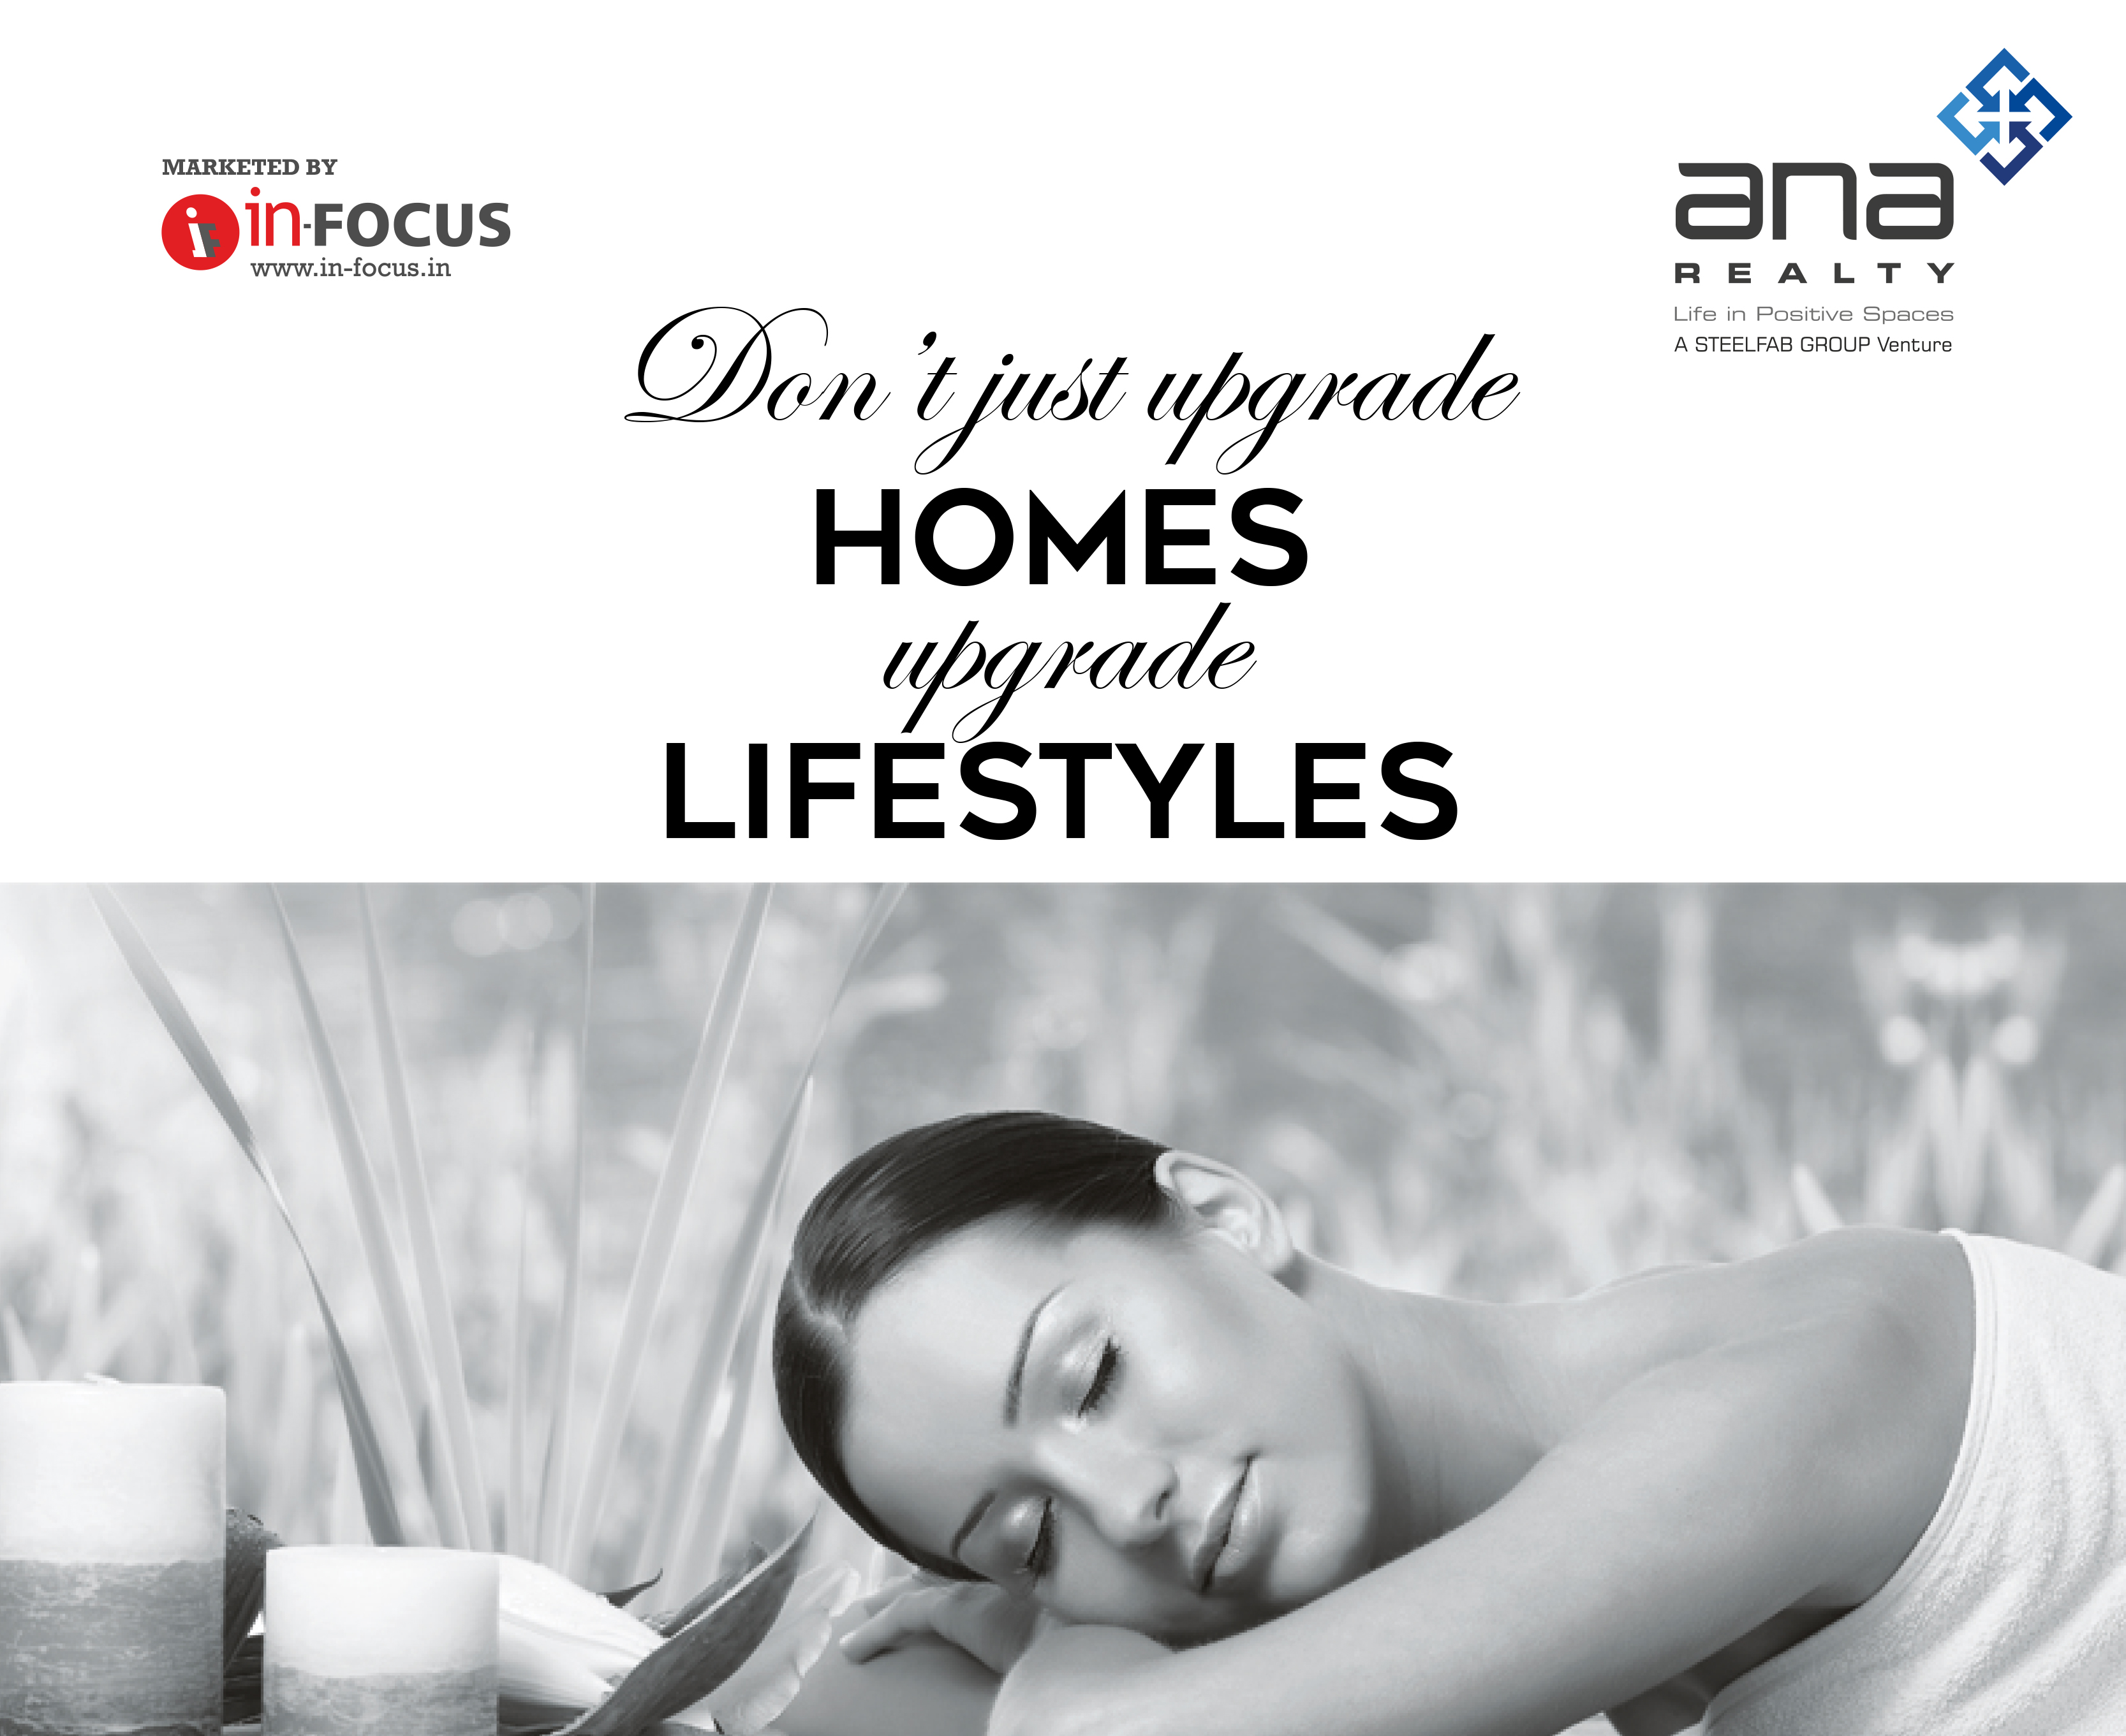 MARKETED BY
in-FOCUS
www.in-focus.in
ana
REALTY
Life in Positive Spaces
A STEELFAB GROUP Venture
Don't just upgrade
HOMES
upgrade
LIFESTYLES